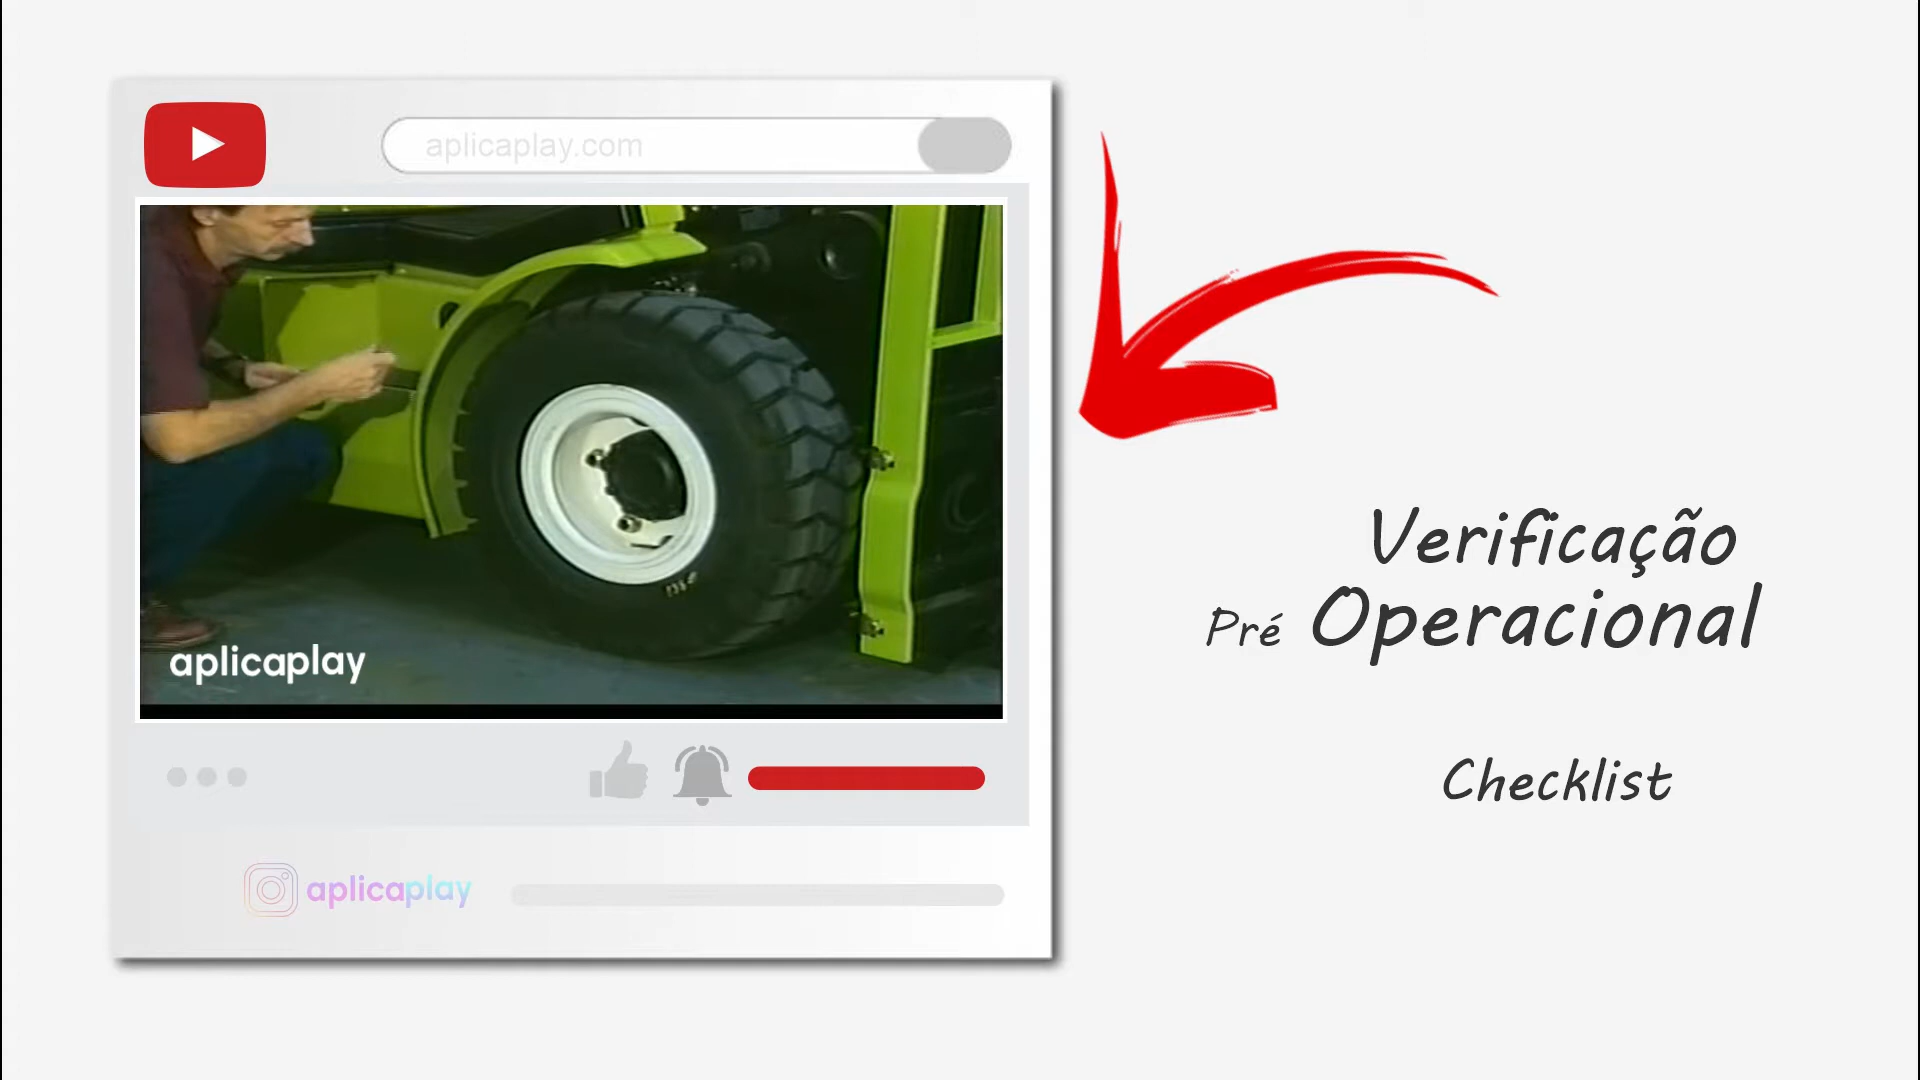 aplicaplay.com
aplicaplay
Verificação
Pré Operacional
Checklist
aplicaplay